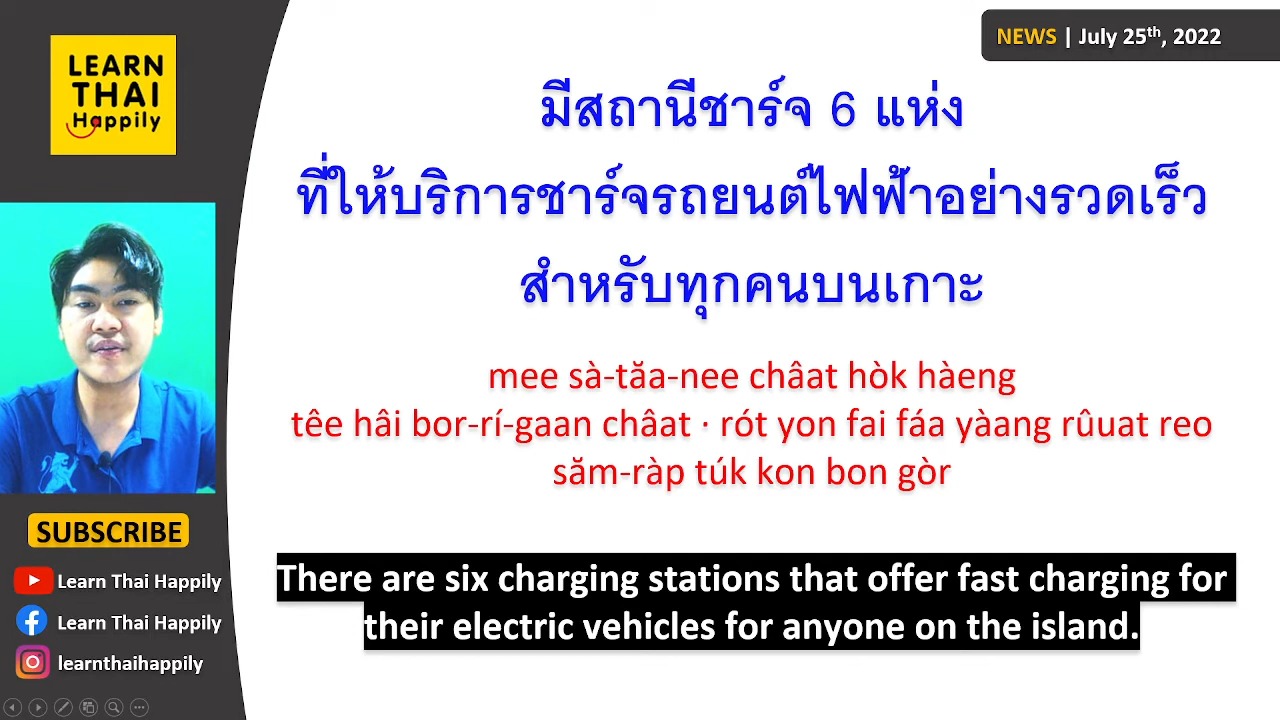 LEARN
THAI
Happily
NEWS | July 25th, 2022
มีสถานีชาร์จ 6 แห่ง
ที่ให้บริการชาร์จรถยนต์ไฟฟ้าอย่างรวดเร็ว
สำหรับทุกคนบนเกาะ
mee sà-tăa-nee châat hòk hàeng
têe hâi bor-rí-gaan châat · rót yon fai fáa yàang rûuat reo
săm-ràp túk kon bon gòr
There are six charging stations that offer fast charging for
their electric vehicles for anyone on the island.
SUBSCRIBE
Learn Thai Happily
Learn Thai Happily
learnthaihappily